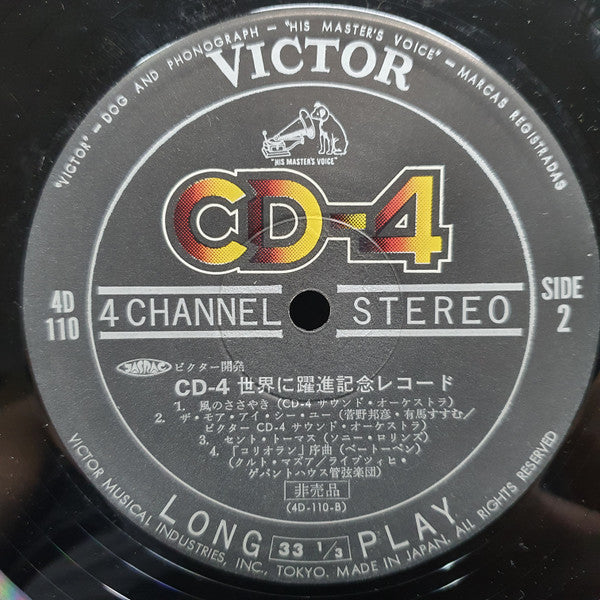 "VICTOR" — DOG AND PHONOGRAPH — "HIS MASTER'S VOICE" — MARCAS REGISTRADAS
VICTOR
"HIS MASTER'S VOICE"
CD-4
4D
110
4 CHANNEL STEREO
SIDE
2
JASRAC ビクター開発
CD-4 世界に躍進記念レコード
1. 風のささやき (CD-4 サウンド・オーケストラ)
2. ザ・モア・アイ・シー・ユー (菅野邦彦・有馬すすむ/
ビクター CD-4 サウンド・オーケストラ)
3. セント・トーマス (ソニー・ロリンズ)
4. 「コリオラン」序曲 (ベートーベン)
(クルト・マズア/ライプツィヒ・
ゲバントハウス管弦楽団)
非売品
(4D-110-B)
LONG 33 1/3 PLAY
VICTOR MUSICAL INDUSTRIES, INC., TOKYO. MADE IN JAPAN. ALL RIGHTS RESERVED